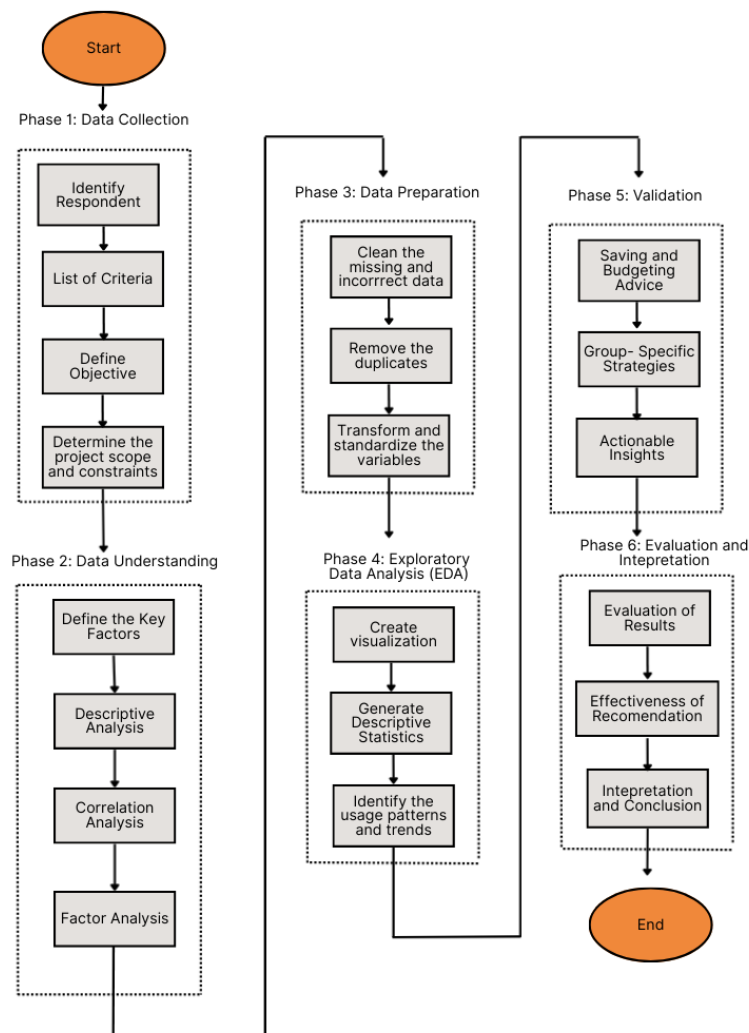 Start
Phase 1: Data Collection
Identify
Respondent
List of Criteria
Define
Objective
Determine the
project scope
and constraints
Phase 2: Data Understanding
Define the Key
Factors
Descriptive
Analysis
Correlation
Analysis
Factor Analysis
Phase 3: Data Preparation
Clean the
missing and
incorrrect data
Remove the
duplicates
Transform and
standardize the
variables
Phase 4: Exploratory
Data Analysis (EDA)
Create
visualization
Generate
Descriptive
Statistics
Identify the
usage patterns
and trends
Phase 5: Validation
Saving and
Budgeting
Advice
Group- Specific
Strategies
Actionable
Insights
Phase 6: Evaluation and
Intepretation
Evaluation of
Results
Effectiveness of
Recomendation
Intepretation
and Conclusion
End